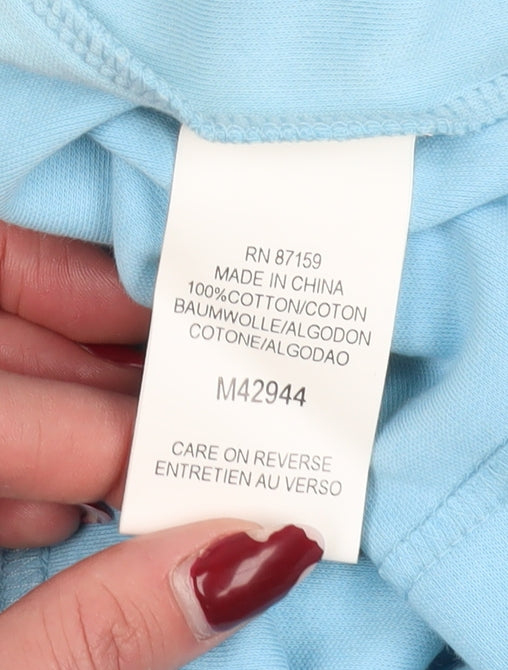 RN 87159
MADE IN CHINA
100%COTTON/COTON
BAUMWOLLE/ALGODON
COTONE/ALGODAO
M42944
CARE ON REVERSE
ENTRETIEN AU VERSO